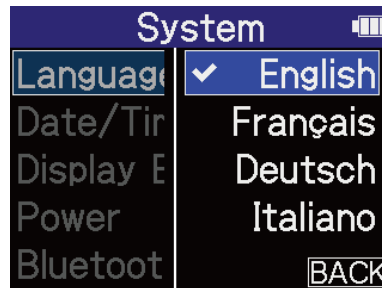 System
Language
Date/Tir
Display E
Power
Bluetoot
✔ English
Français
Deutsch
Italiano
BACK